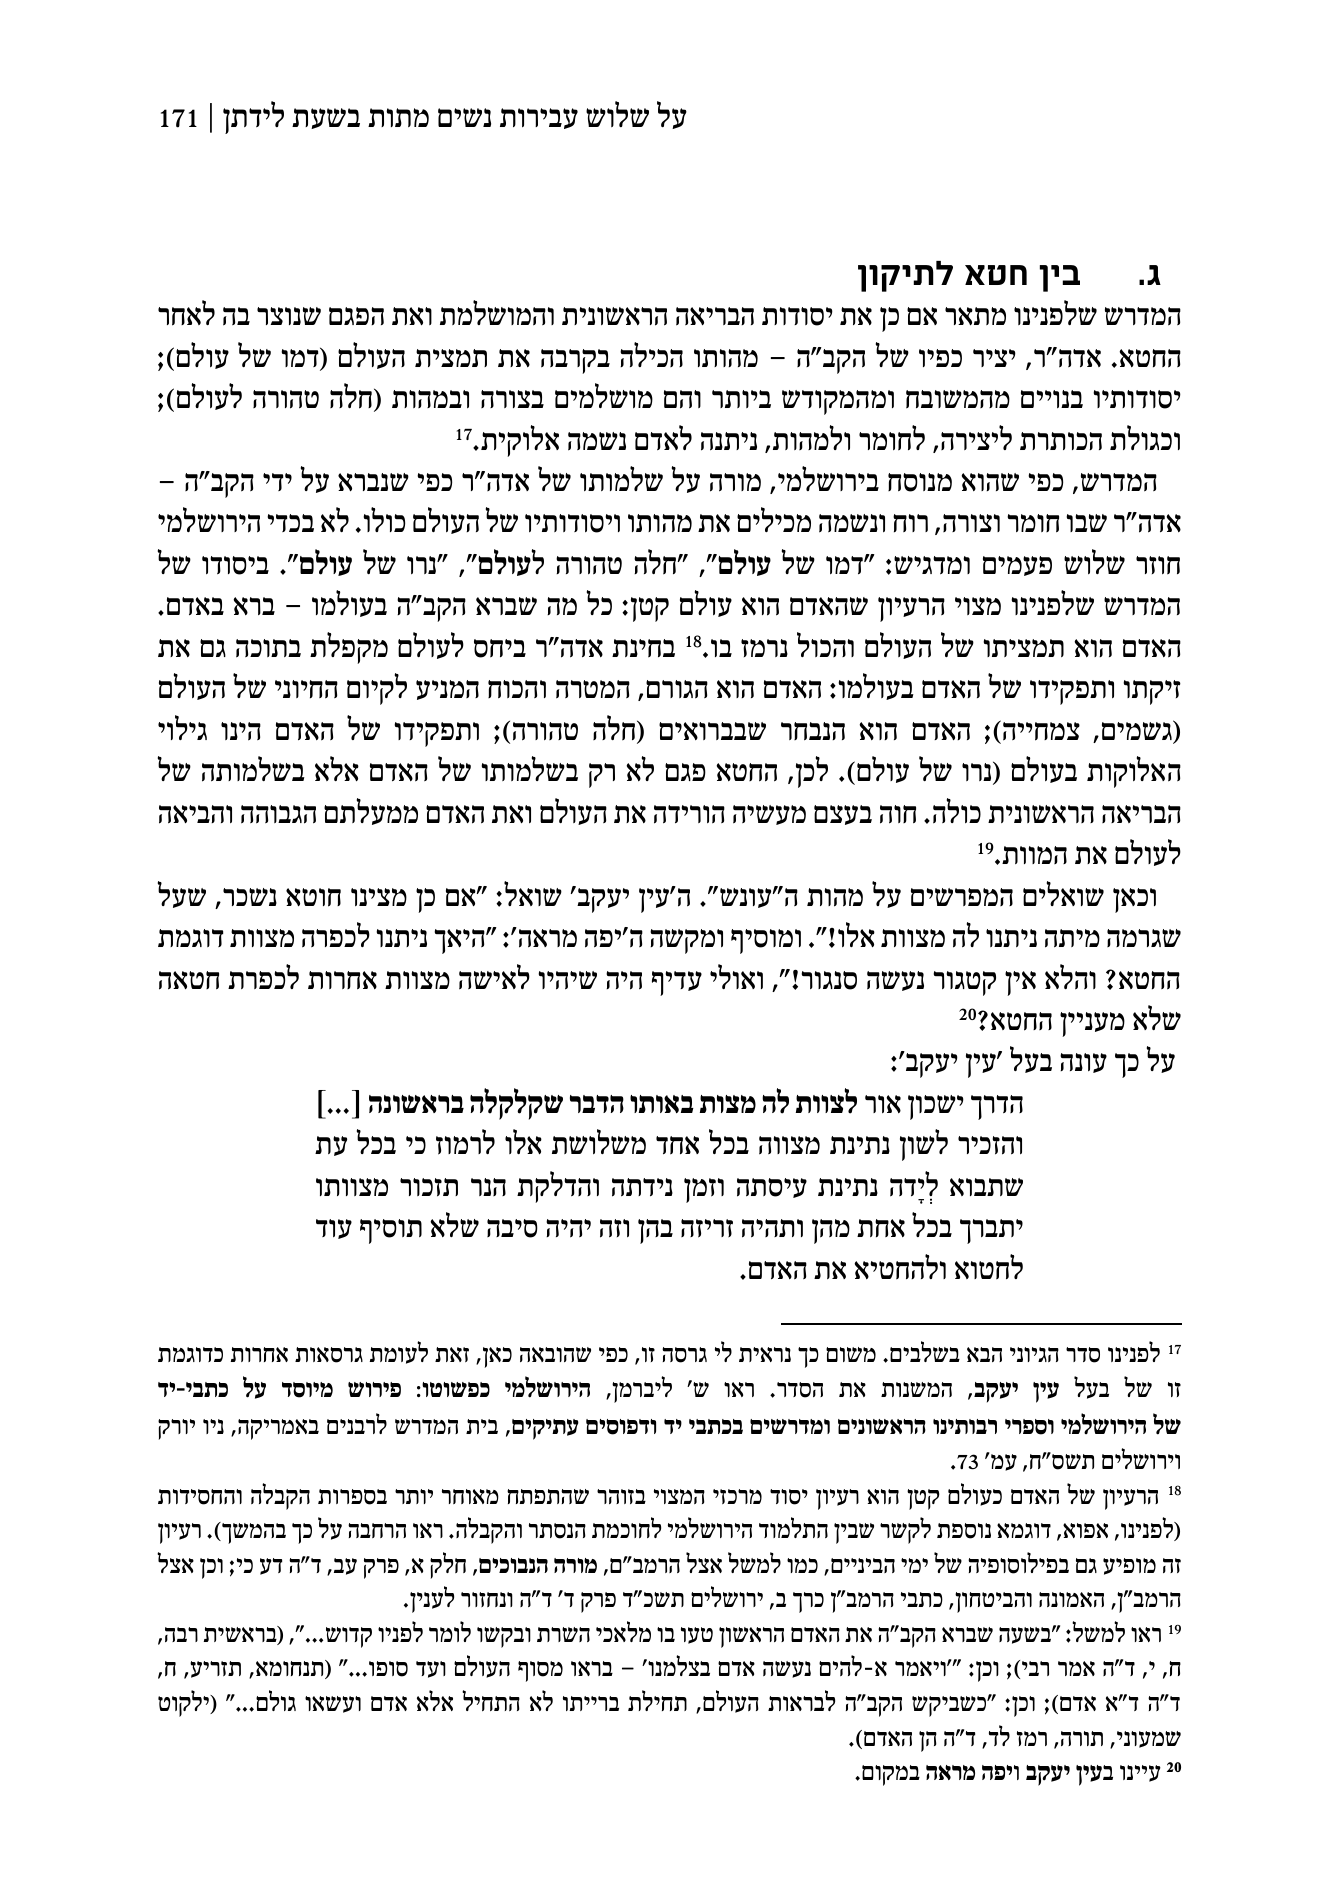 על שלוש עבירות נשים מתות בשעת לידתן | 171
ג. בין חטא לתיקון
המדרש שלפנינו מתאר אם כן את יסודות הבריאה הראשונית והמושלמת ואת הפגם שנוצר בה לאחר
החטא. אדה"ר, יציר כפיו של הקב"ה – מהותו הכילה בקרבה את תמצית העולם (דמו של עולם);
יסודותיו בנויים מהמשובח ומהמקודש ביותר והם מושלמים בצורה ובמהות (חלה טהורה לעולם);
וכגולת הכותרת ליצירה, לחומר ולמהות, ניתנה לאדם נשמה אלוקית.17
המדרש, כפי שהוא מנוסח בירושלמי, מורה על שלמותו של אדה"ר כפי שנברא על ידי הקב"ה –
אדה"ר שבו חומר וצורה, רוח ונשמה מכילים את מהותו ויסודותיו של העולם כולו. לא בכדי הירושלמי
חוזר שלוש פעמים ומדגיש: "דמו של עולם", "חלה טהורה לעולם", "נרו של עולם". ביסודו של
המדרש שלפנינו מצוי הרעיון שהאדם הוא עולם קטן: כל מה שברא הקב"ה בעולמו – ברא באדם.
האדם הוא תמציתו של העולם והכול נרמז בו.18 בחינת אדה"ר ביחס לעולם מקפלת בתוכה גם את
זיקתו ותפקידו של האדם בעולמו: האדם הוא הגורם, המטרה והכוח המניע לקיום החיוני של העולם
(גשמים, צמחייה); האדם הוא הנבחר שבברואים (חלה טהורה); ותפקידו של האדם הינו גילוי
האלוקות בעולם (נרו של עולם). לכן, החטא פגם לא רק בשלמותו של האדם אלא בשלמותה של
הבריאה הראשונית כולה. חוה בעצם מעשיה הורידה את העולם ואת האדם ממעלתם הגבוהה והביאה
לעולם את המוות.19
וכאן שואלים המפרשים על מהות ה"עונש". ה'עין יעקב' שואל: "אם כן מצינו חוטא נשכר, שעל
שגרמה מיתה ניתנו לה מצוות אלו!". ומוסיף ומקשה ה'יפה מראה': "היאך ניתנו לכפרה מצוות דוגמת
החטא? והלא אין קטגור נעשה סנגור!", ואולי עדיף היה שיהיו לאישה מצוות אחרות לכפרת חטאה
שלא מעניין החטא?20
על כך עונה בעל 'עין יעקב':
הדרך ישכון אור לצוות לה מצות באותו הדבר שקלקלה בראשונה [...]
והזכיר לשון נתינת מצווה בכל אחד משלושת אלו לרמוז כי בכל עת
שתבוא לְיָדה נתינת עיסתה וזמן נידתה והדלקת הנר תזכור מצוותו
יתברך בכל אחת מהן ותהיה זריזה בהן וזה יהיה סיבה שלא תוסיף עוד
לחטוא ולהחטיא את האדם.
17 לפנינו סדר הגיוני הבא בשלבים. משום כך נראית לי גרסה זו, כפי שהובאה כאן, זאת לעומת גרסאות אחרות כדוגמת
זו של בעל עין יעקב, המשנות את הסדר. ראו ש' ליברמן, הירושלמי כפשוטו: פירוש מיוסד על כתבי-יד
של הירושלמי וספרי רבותינו הראשונים ומדרשים בכתבי יד ודפוסים עתיקים, בית המדרש לרבנים באמריקה, ניו יורק
וירושלים תשס"ח, עמ' 73.
18 הרעיון של האדם כעולם קטן הוא רעיון יסוד מרכזי המצוי בזוהר שהתפתח מאוחר יותר בספרות הקבלה והחסידות
(לפנינו, אפוא, דוגמא נוספת לקשר שבין התלמוד הירושלמי לחוכמת הנסתר והקבלה. ראו הרחבה על כך בהמשך). רעיון
זה מופיע גם בפילוסופיה של ימי הביניים, כמו למשל אצל הרמב"ם, מורה הנבוכים, חלק א, פרק עב, ד"ה דע כי; וכן אצל
הרמב"ן, האמונה והביטחון, כתבי הרמב"ן כרך ב, ירושלים תשכ"ד פרק ד' ד"ה ונחזור לענין.
19 ראו למשל: "בשעה שברא הקב"ה את האדם הראשון טעו בו מלאכי השרת ובקשו לומר לפניו קדוש...", (בראשית רבה,
ח, י, ד"ה אמר רבי); וכן: "'ויאמר א-להים נעשה אדם בצלמנו' – בראו מסוף העולם ועד סופו..." (תנחומא, תזריע, ח,
ד"ה ד"א אדם); וכן: "כשביקש הקב"ה לבראות העולם, תחילת ברייתו לא התחיל אלא אדם ועשאו גולם..." (ילקוט
שמעוני, תורה, רמז לד, ד"ה הן האדם).
20 עיינו בעין יעקב ויפה מראה במקום.